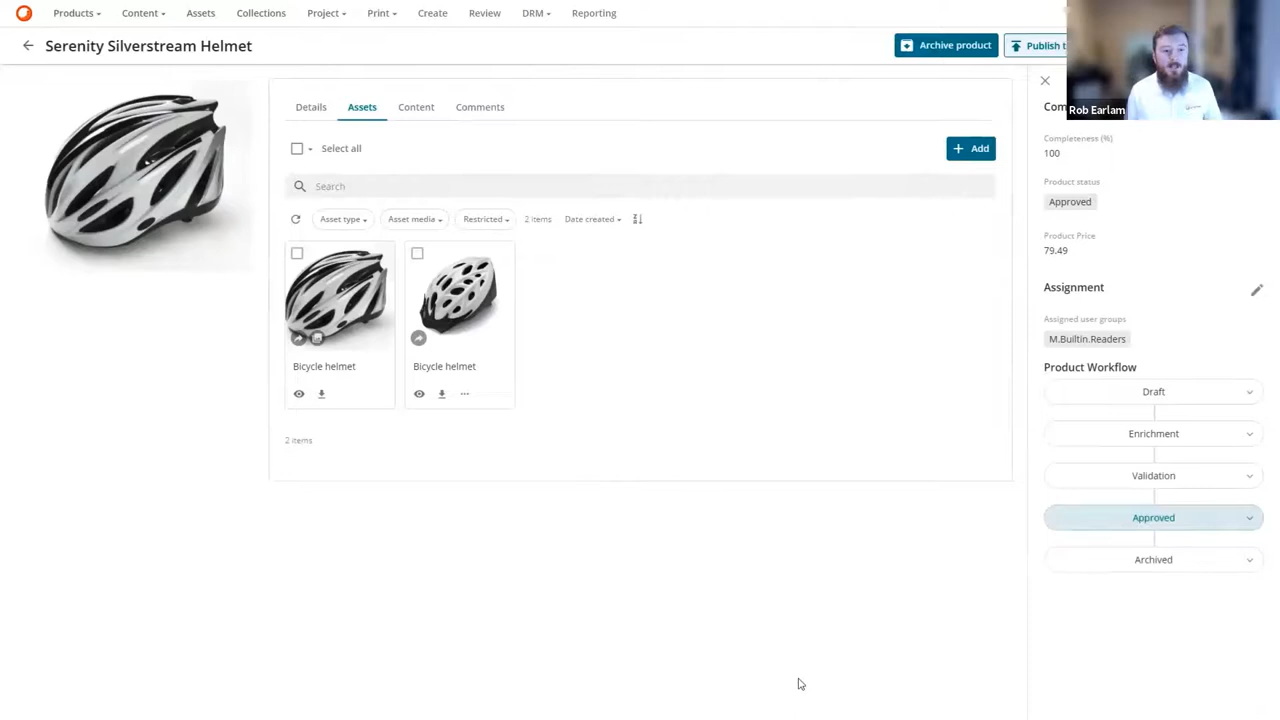 Products Content Assets Collections Project Print Create Review DRM Reporting
Serenity Silverstream Helmet
Archive product
Publish t
Rob Earlam
Details Assets Content Comments
Select all
Add
Search
Asset type Asset media Restricted 2 items Date created
Bicycle helmet
Bicycle helmet
2 items
Com
Completeness (%)
100
Product status
Approved
Product Price
79.49
Assignment
Assigned user groups
M.Builtin.Readers
Product Workflow
Draft
Enrichment
Validation
Approved
Archived